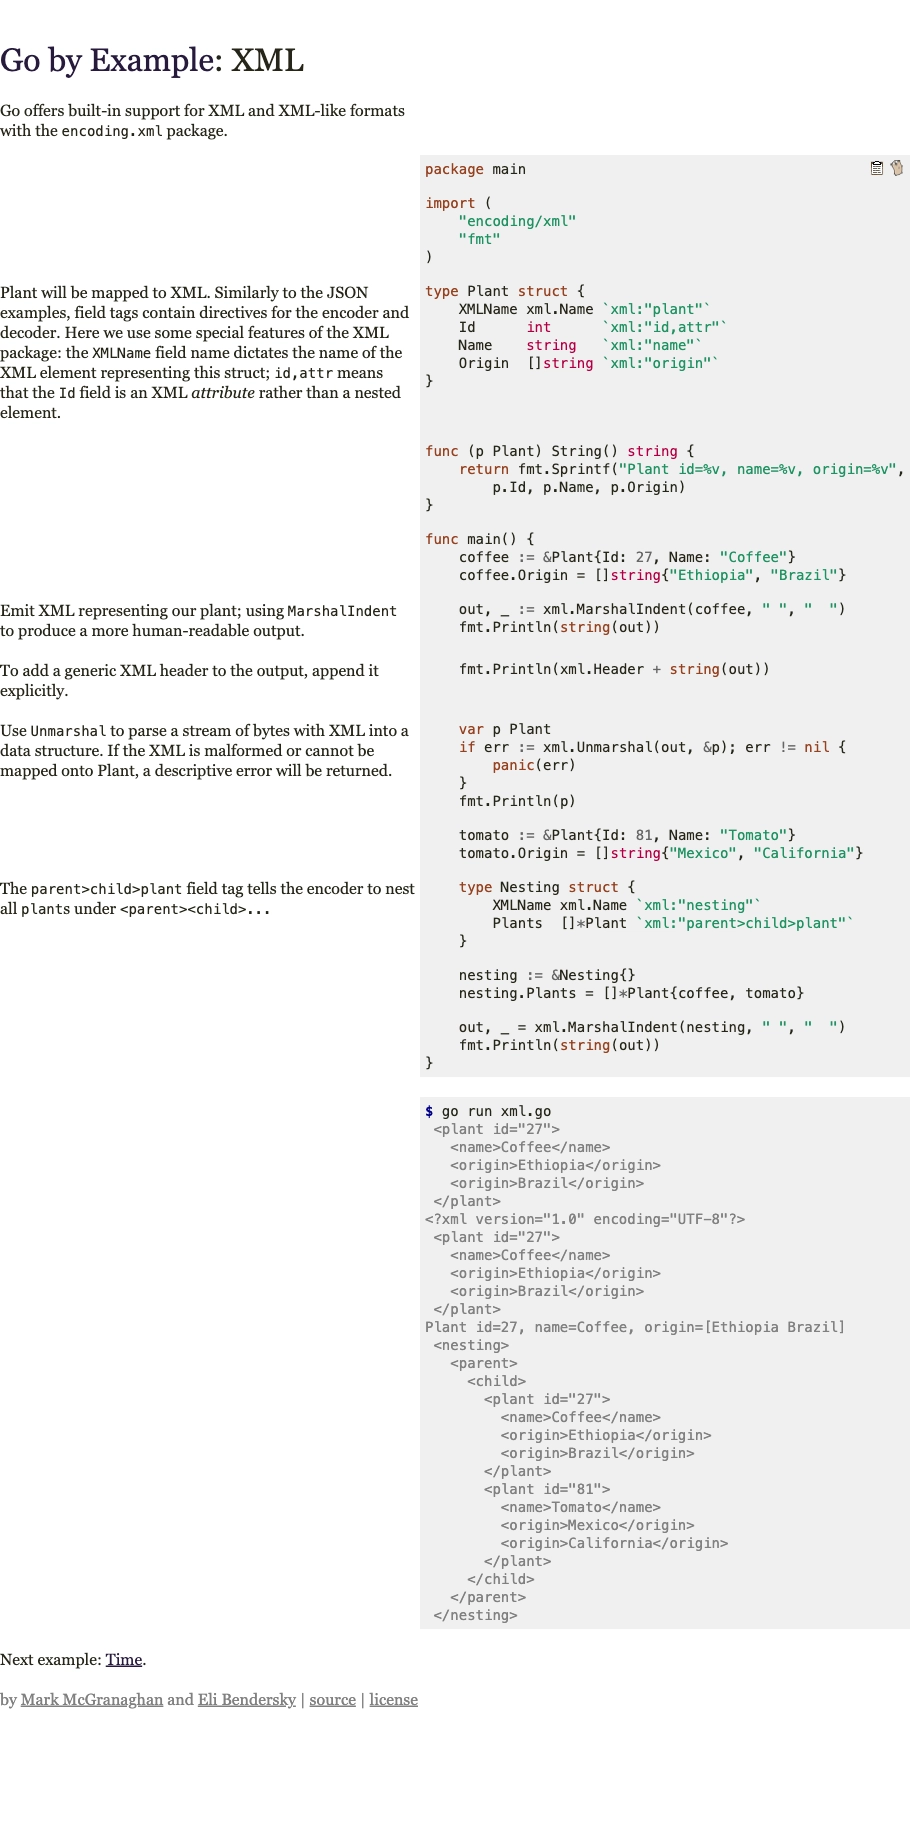 Go by Example: XML
Go offers built-in support for XML and XML-like formats
with the encoding.xml package.
package main
import (
    "encoding/xml"
    "fmt"
)
Plant will be mapped to XML. Similarly to the JSON
examples, field tags contain directives for the encoder and
decoder. Here we use some special features of the XML
package: the XMLName field name dictates the name of the
XML element representing this struct; id,attr means
that the Id field is an XML attribute rather than a nested
element.
type Plant struct {
    XMLName xml.Name `xml:"plant"`
    Id      int      `xml:"id,attr"`
    Name    string   `xml:"name"`
    Origin  []string `xml:"origin"`
}
func (p Plant) String() string {
    return fmt.Sprintf("Plant id=%v, name=%v, origin=%v",
        p.Id, p.Name, p.Origin)
}
func main() {
    coffee := &Plant{Id: 27, Name: "Coffee"}
    coffee.Origin = []string{"Ethiopia", "Brazil"}
Emit XML representing our plant; using MarshalIndent
to produce a more human-readable output.
    out, _ := xml.MarshalIndent(coffee, " ", "  ")
    fmt.Println(string(out))
To add a generic XML header to the output, append it
explicitly.
    fmt.Println(xml.Header + string(out))
Use Unmarshal to parse a stream of bytes with XML into a
data structure. If the XML is malformed or cannot be
mapped onto Plant, a descriptive error will be returned.
    var p Plant
    if err := xml.Unmarshal(out, &p); err != nil {
        panic(err)
    }
    fmt.Println(p)
    tomato := &Plant{Id: 81, Name: "Tomato"}
    tomato.Origin = []string{"Mexico", "California"}
The parent>child>plant field tag tells the encoder to nest
all plants under <parent><child>...
    type Nesting struct {
        XMLName xml.Name `xml:"nesting"`
        Plants  []*Plant `xml:"parent>child>plant"`
    }
    nesting := &Nesting{}
    nesting.Plants = []*Plant{coffee, tomato}
    out, _ = xml.MarshalIndent(nesting, " ", "  ")
    fmt.Println(string(out))
}
$ go run xml.go
 <plant id="27">
   <name>Coffee</name>
   <origin>Ethiopia</origin>
   <origin>Brazil</origin>
 </plant>
<?xml version="1.0" encoding="UTF-8"?>
 <plant id="27">
   <name>Coffee</name>
   <origin>Ethiopia</origin>
   <origin>Brazil</origin>
 </plant>
Plant id=27, name=Coffee, origin=[Ethiopia Brazil]
 <nesting>
   <parent>
     <child>
       <plant id="27">
         <name>Coffee</name>
         <origin>Ethiopia</origin>
         <origin>Brazil</origin>
       </plant>
       <plant id="81">
         <name>Tomato</name>
         <origin>Mexico</origin>
         <origin>California</origin>
       </plant>
     </child>
   </parent>
 </nesting>
Next example: Time.
by Mark McGranaghan and Eli Bendersky | source | license